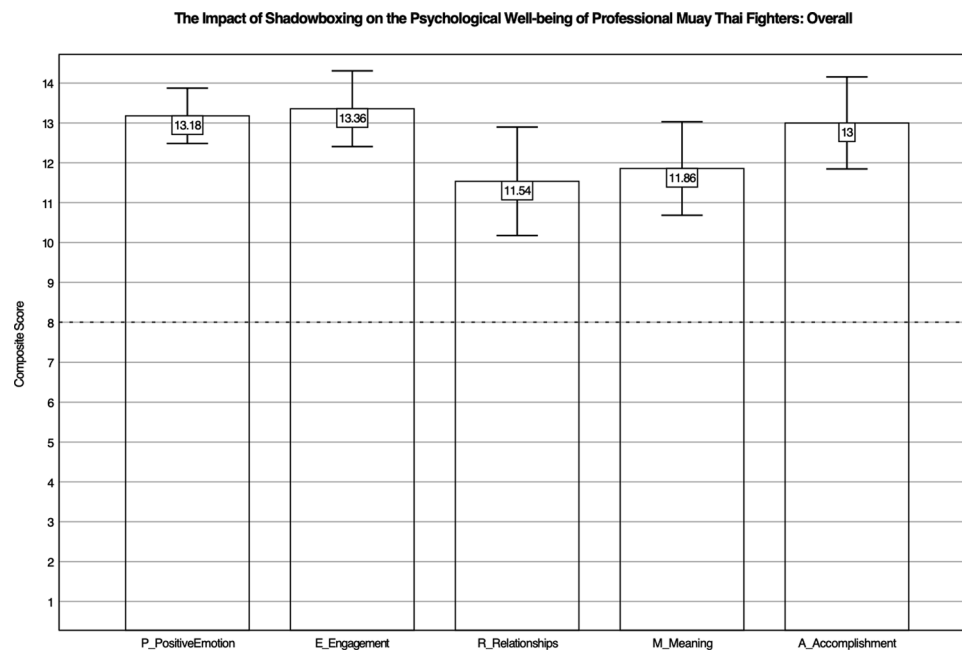 The Impact of Shadowboxing on the Psychological Well-being of Professional Muay Thai Fighters: Overall
Composite Score
14
13
12
11
10
9
8
7
6
5
4
3
2
1
13.18
13.36
11.54
11.86
13
P_PositiveEmotion
E_Engagement
R_Relationships
M_Meaning
A_Accomplishment